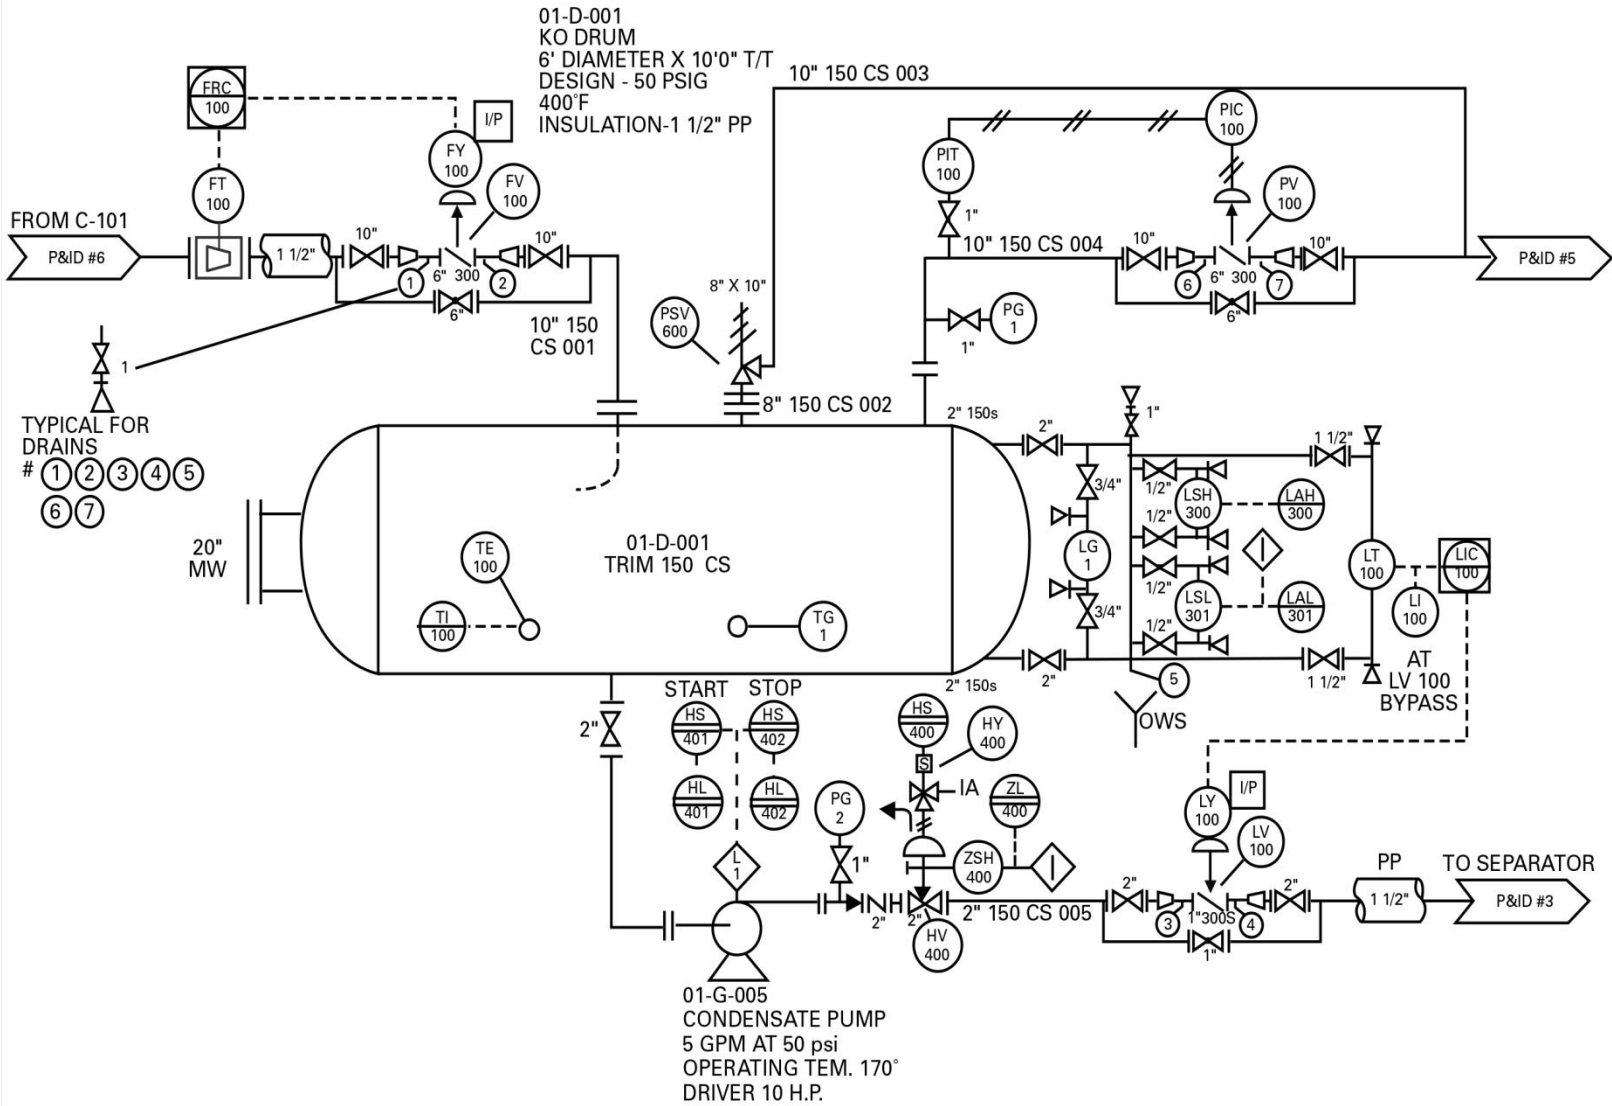 01-D-001
KO DRUM
6' DIAMETER X 10'0" T/T
DESIGN - 50 PSIG
400°F
INSULATION-1 1/2" PP
10" 150 CS 003
FRC
100
I/P
FY
100
FT
100
FV
100
PIC
100
PIT
100
PV
100
FROM C-101
P&ID #6
1 1/2"
10"
10"
1
6"
300
2
6"
10" 150
CS 001
1"
10" 150 CS 004
10"
10"
6
6"
300
7
6"
P&ID #5
8" X 10"
PSV
600
PG
1
1"
8" 150 CS 002
1
TYPICAL FOR
DRAINS
# 1 2 3 4 5
6 7
20"
MW
01-D-001
TRIM 150 CS
TE
100
TI
100
TG
1
2" 150s
2"
1"
1 1/2"
3/4"
1/2"
LSH
300
LAH
300
1/2"
LG
1
I
LT
100
LIC
100
1/2"
3/4"
LSL
301
LAL
301
LI
100
1/2"
AT
LV 100
BYPASS
2" 150s
2"
1 1/2"
5
OWS
START
STOP
HS
401
HS
402
HL
401
HL
402
2"
HS
400
HY
400
S
IA
ZL
400
PG
2
1"
L
1
ZSH
400
I
2"
2"
HV
400
2" 150 CS 005
LY
100
I/P
LV
100
2"
2"
3
1"300S
4
1"
PP
1 1/2"
TO SEPARATOR
P&ID #3
01-G-005
CONDENSATE PUMP
5 GPM AT 50 psi
OPERATING TEM. 170°
DRIVER 10 H.P.